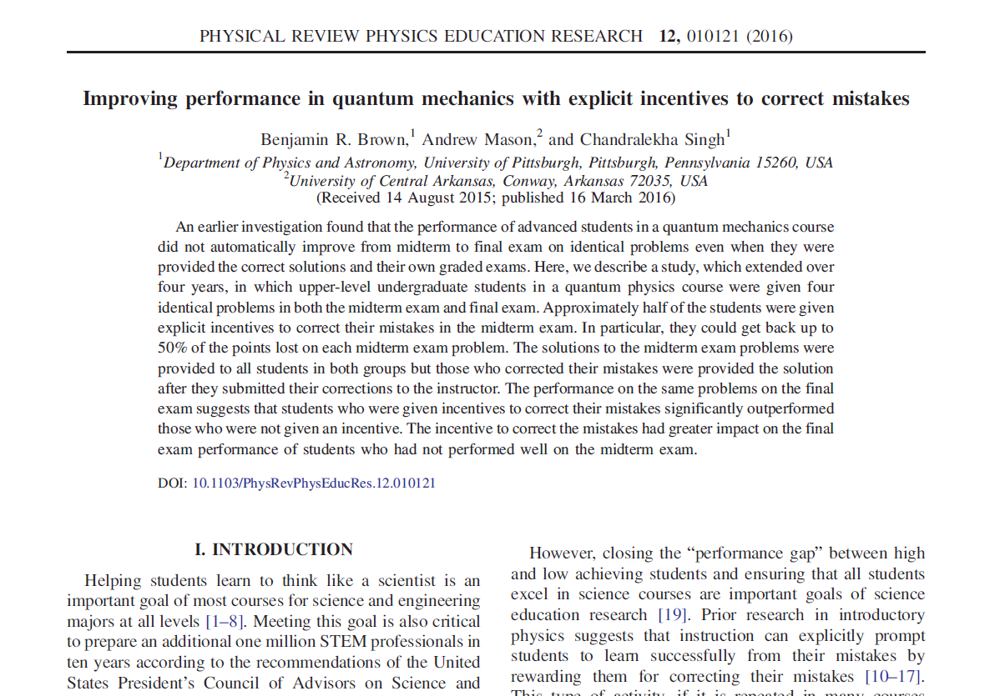 PHYSICAL REVIEW PHYSICS EDUCATION RESEARCH 12, 010121 (2016)
Improving performance in quantum mechanics with explicit incentives to correct mistakes
Benjamin R. Brown,1 Andrew Mason,2 and Chandralekha Singh1
1Department of Physics and Astronomy, University of Pittsburgh, Pittsburgh, Pennsylvania 15260, USA
2University of Central Arkansas, Conway, Arkansas 72035, USA
(Received 14 August 2015; published 16 March 2016)
An earlier investigation found that the performance of advanced students in a quantum mechanics course
did not automatically improve from midterm to final exam on identical problems even when they were
provided the correct solutions and their own graded exams. Here, we describe a study, which extended over
four years, in which upper-level undergraduate students in a quantum physics course were given four
identical problems in both the midterm exam and final exam. Approximately half of the students were given
explicit incentives to correct their mistakes in the midterm exam. In particular, they could get back up to
50% of the points lost on each midterm exam problem. The solutions to the midterm exam problems were
provided to all students in both groups but those who corrected their mistakes were provided the solution
after they submitted their corrections to the instructor. The performance on the same problems on the final
exam suggests that students who were given incentives to correct their mistakes significantly outperformed
those who were not given an incentive. The incentive to correct the mistakes had greater impact on the final
exam performance of students who had not performed well on the midterm exam.
DOI: 10.1103/PhysRevPhysEducRes.12.010121
I. INTRODUCTION
Helping students learn to think like a scientist is an
important goal of most courses for science and engineering
majors at all levels [1–8]. Meeting this goal is also critical
to prepare an additional one million STEM professionals in
ten years according to the recommendations of the United
States President's Council of Advisors on Science and
However, closing the "performance gap" between high
and low achieving students and ensuring that all students
excel in science courses are important goals of science
education research [19]. Prior research in introductory
physics suggests that instruction can explicitly prompt
students to learn successfully from their mistakes by
rewarding them for correcting their mistakes [10–17].
This type of activity, if it is repeated in many courses